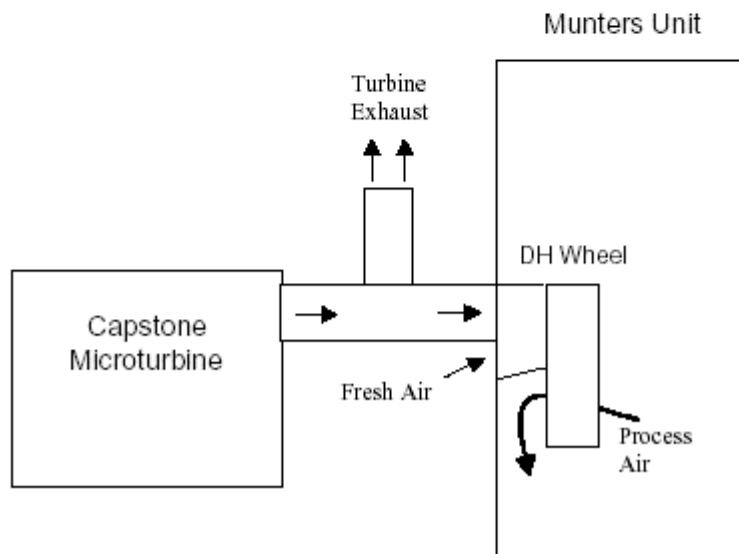 Munters Unit
Turbine
Exhaust
DH Wheel
Capstone
Microturbine
Fresh Air
Process
Air